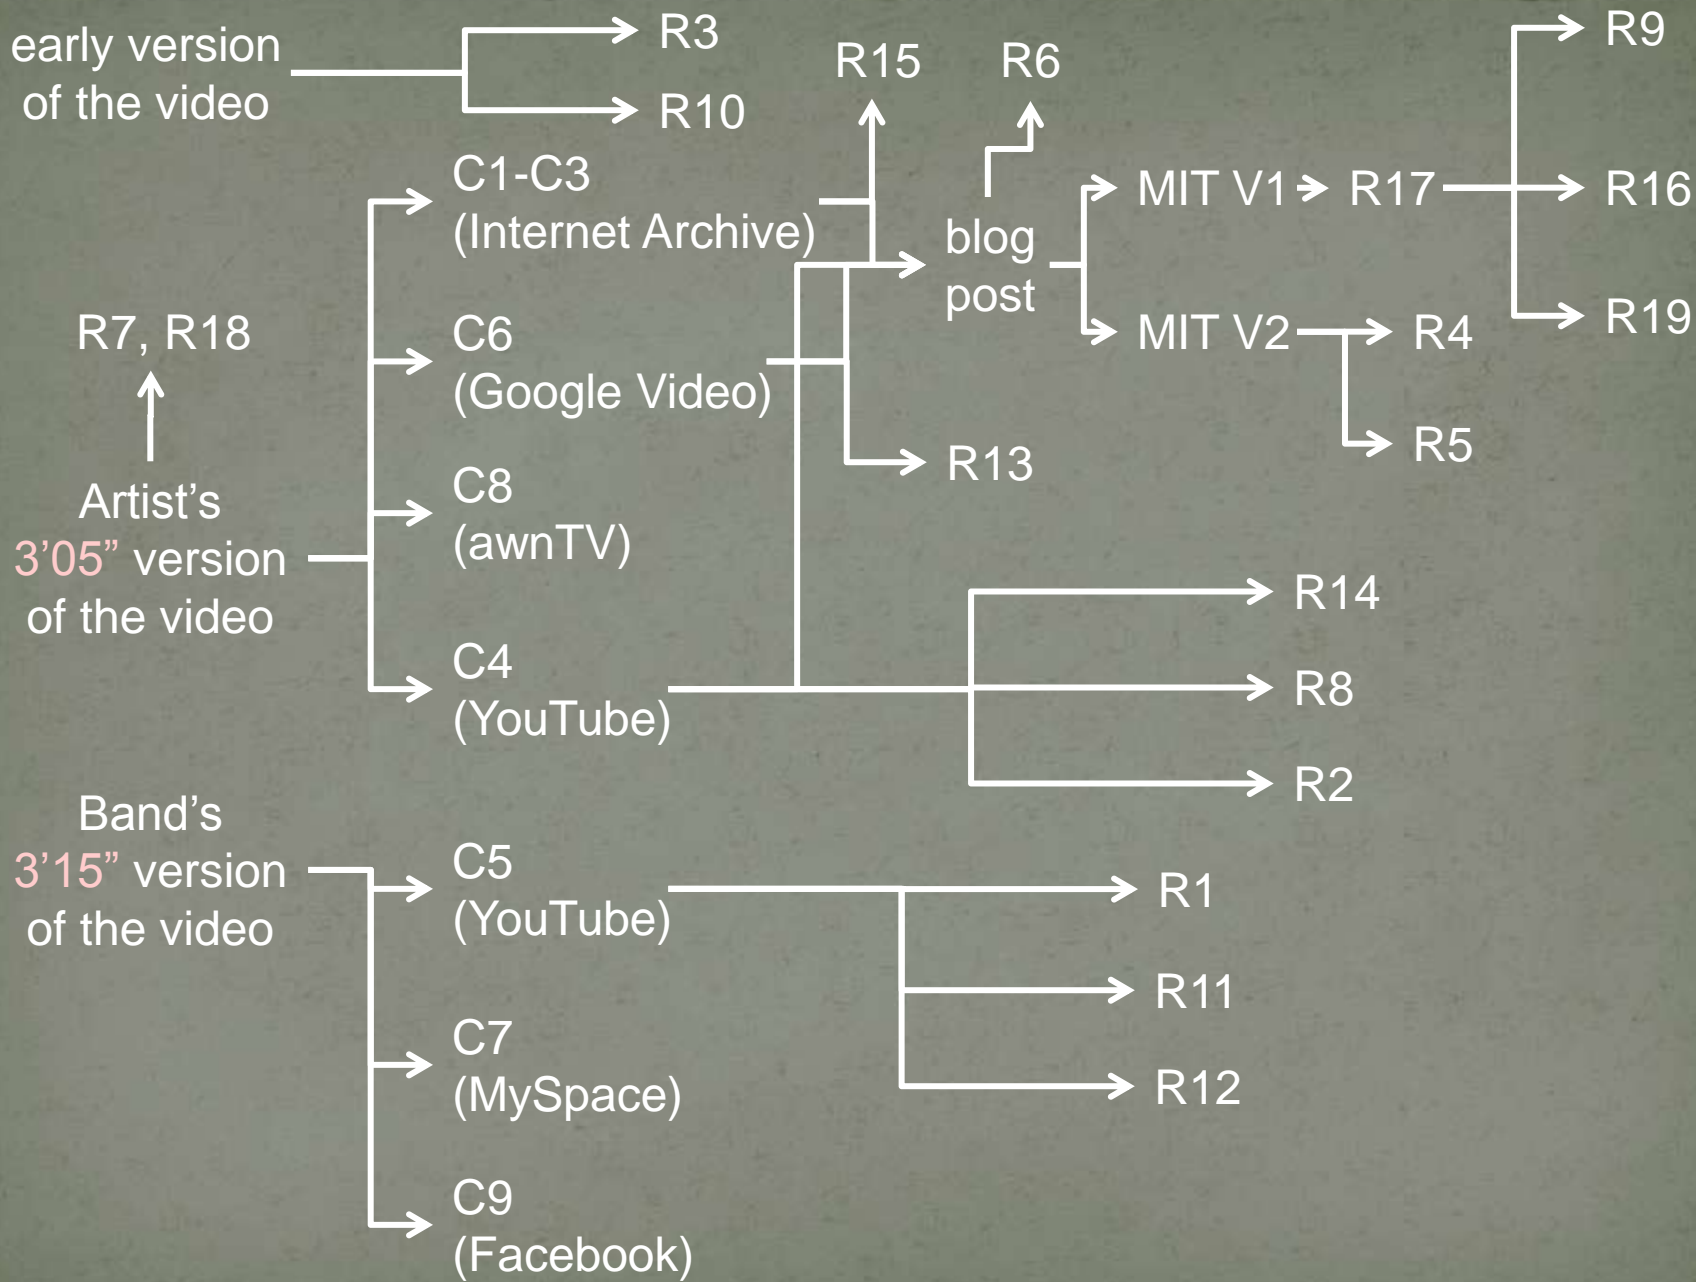 early version
of the video
R3
R10
R15
R6
R9
R16
R19
C1-C3
(Internet Archive)
blog
post
MIT V1
R17
MIT V2
R4
R5
R7, R18
C6
(Google Video)
R13
Artist’s
3’05” version
of the video
C8
(awnTV)
C4
(YouTube)
R14
R8
R2
Band’s
3’15” version
of the video
C5
(YouTube)
R1
R11
R12
C7
(MySpace)
C9
(Facebook)